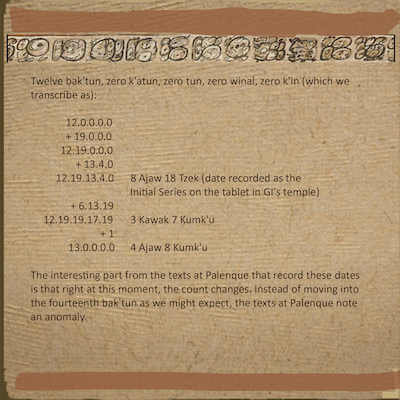 Twelve bak'tun, zero k'atun, zero tun, zero winal, zero k'in (which we
transcribe as):
12.0.0.0.0
+ 19.0.0.0
12.19.0.0.0
+ 13.4.0
12.19.13.4.0 8 Ajaw 18 Tzek (date recorded as the
Initial Series on the tablet in GI's temple)
+ 6.13.19
12.19.19.17.19 3 Kawak 7 Kumk'u
+ 1
13.0.0.0.0 4 Ajaw 8 Kumk'u
The interesting part from the texts at Palenque that record these dates
is that right at this moment, the count changes. Instead of moving into
the fourteenth bak'tun as we might expect, the texts at Palenque note
an anomaly.